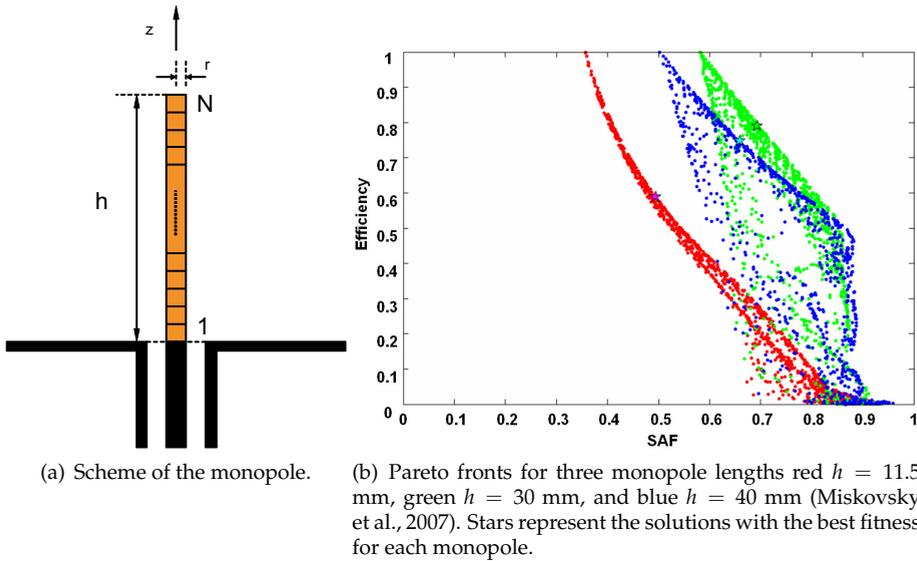 z
r
N
h
1
(a) Scheme of the monopole.
1
0.9
0.8
0.7
0.6
0.5
0.4
0.3
0.2
0.1
0
Efficiency
0 0.1 0.2 0.3 0.4 0.5 0.6 0.7 0.8 0.9 1
SAF
(b) Pareto fronts for three monopole lengths red h = 11.5
mm, green h = 30 mm, and blue h = 40 mm (Miskovsky
et al., 2007). Stars represent the solutions with the best fitness
for each monopole.